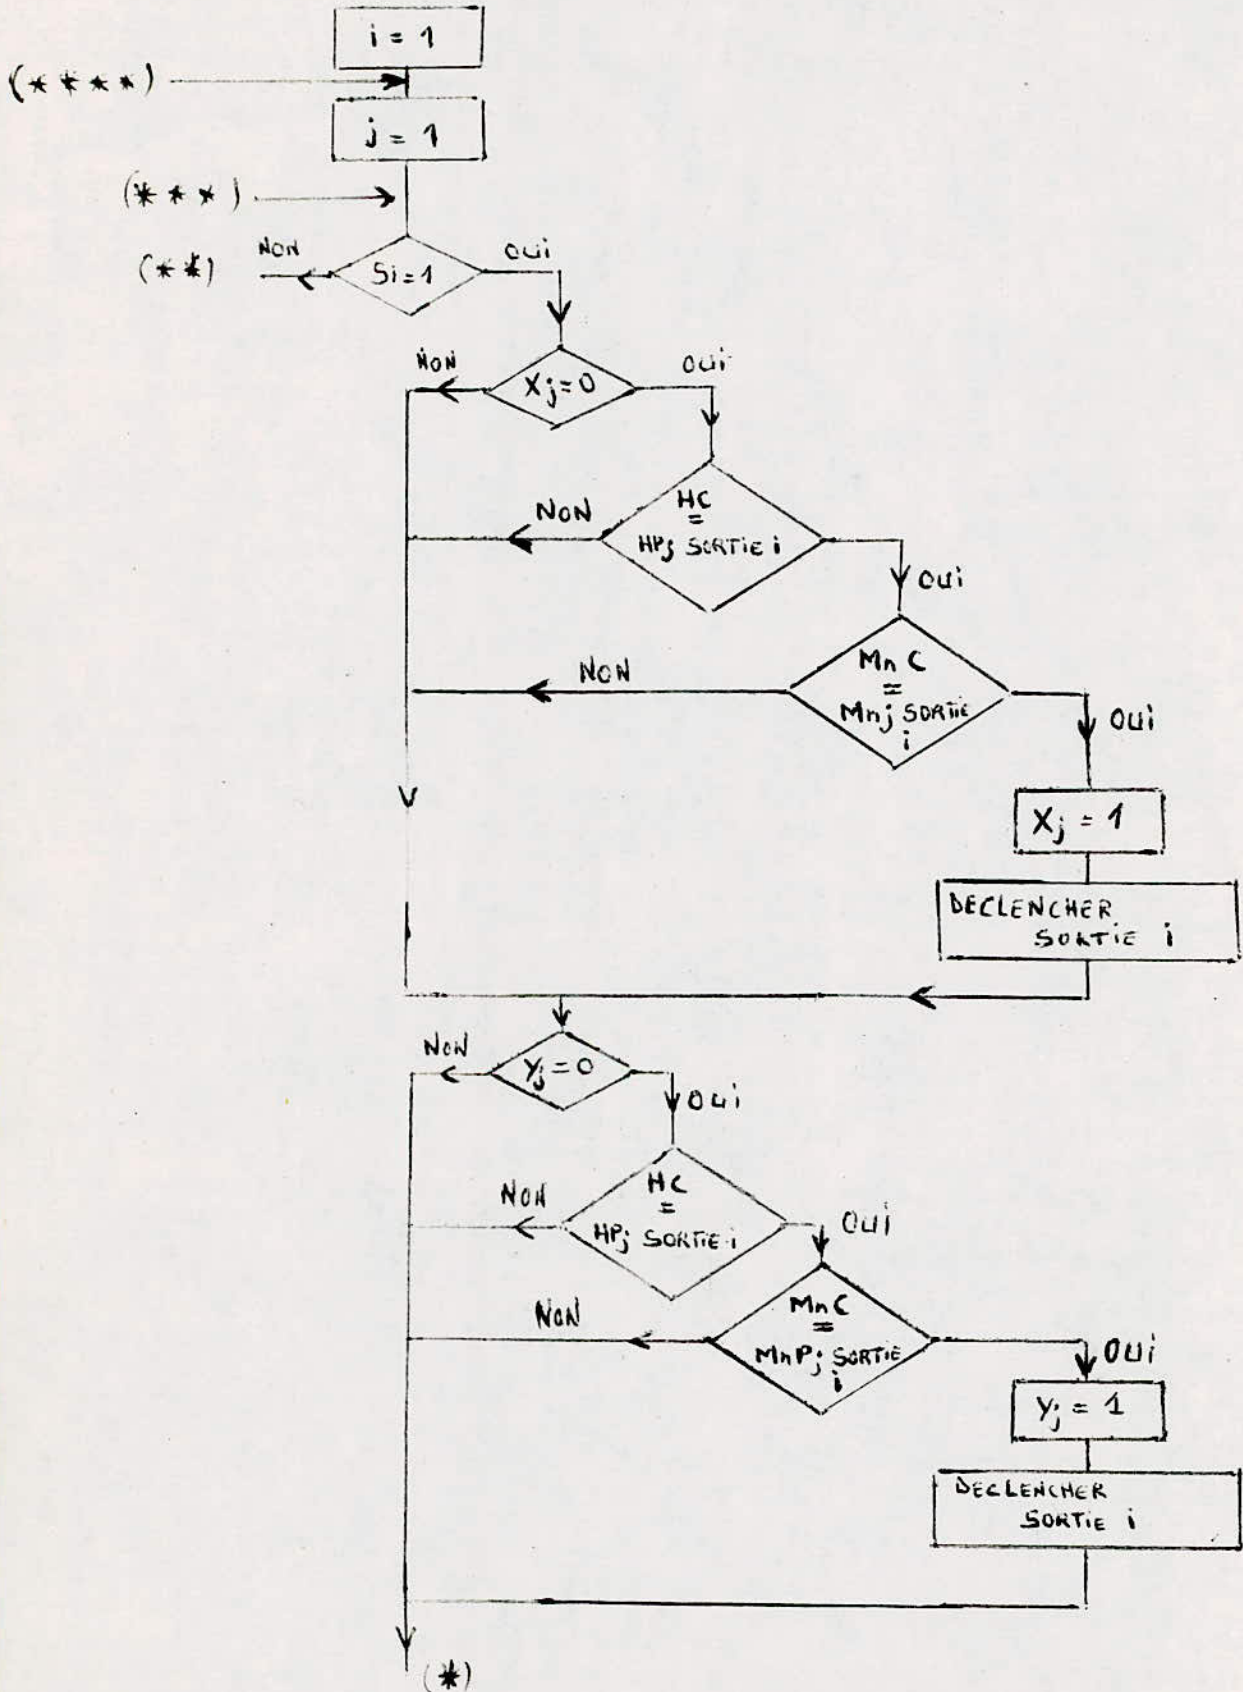 i = 1
(* * * *)
j = 1
(* * *)
(* *)
NON
Si=1
OUi
NON
Xj=0
OUi
NON
HC
=
HPj SORTiE i
OUi
NON
Mn C
=
Mnj SORTiE
i
OUi
Xj = 1
DECLENCHER
SORTiE i
NON
Yj=0
OUi
NON
HC
=
HPj SORTiE i
OUi
NON
MnC
=
MnPj SORTiE
i
OUi
Yj = 1
DECLENCHER
SORTiE i
(*)